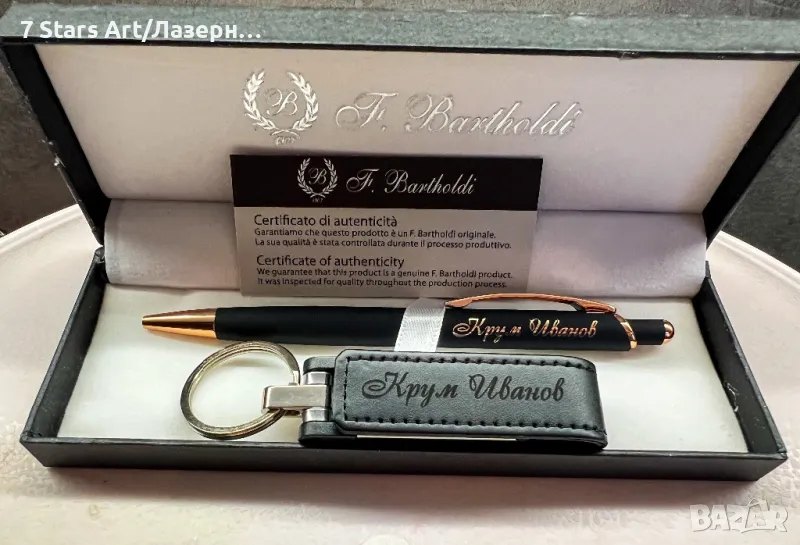 7 Stars Art/Лазерн...
B
F. Bartholdi
B
F. Bartholdi
Certificato di autenticità
Garantiamo che questo prodotto è un F. Bartholdi originale.
La sua qualità è stata controllata durante il processo produttivo.
Certificate of authenticity
We guarantee that this product is a genuine F. Bartholdi product.
It was inspected for quality throughout the production process.
Крум Иванов
Крум Иванов
BAZAR